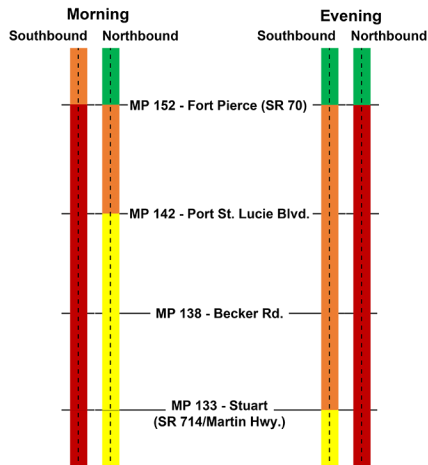 Morning
Evening
Southbound Northbound
Southbound Northbound
MP 152 - Fort Pierce (SR 70)
MP 142 - Port St. Lucie Blvd.
MP 138 - Becker Rd.
MP 133 - Stuart
(SR 714/Martin Hwy.)